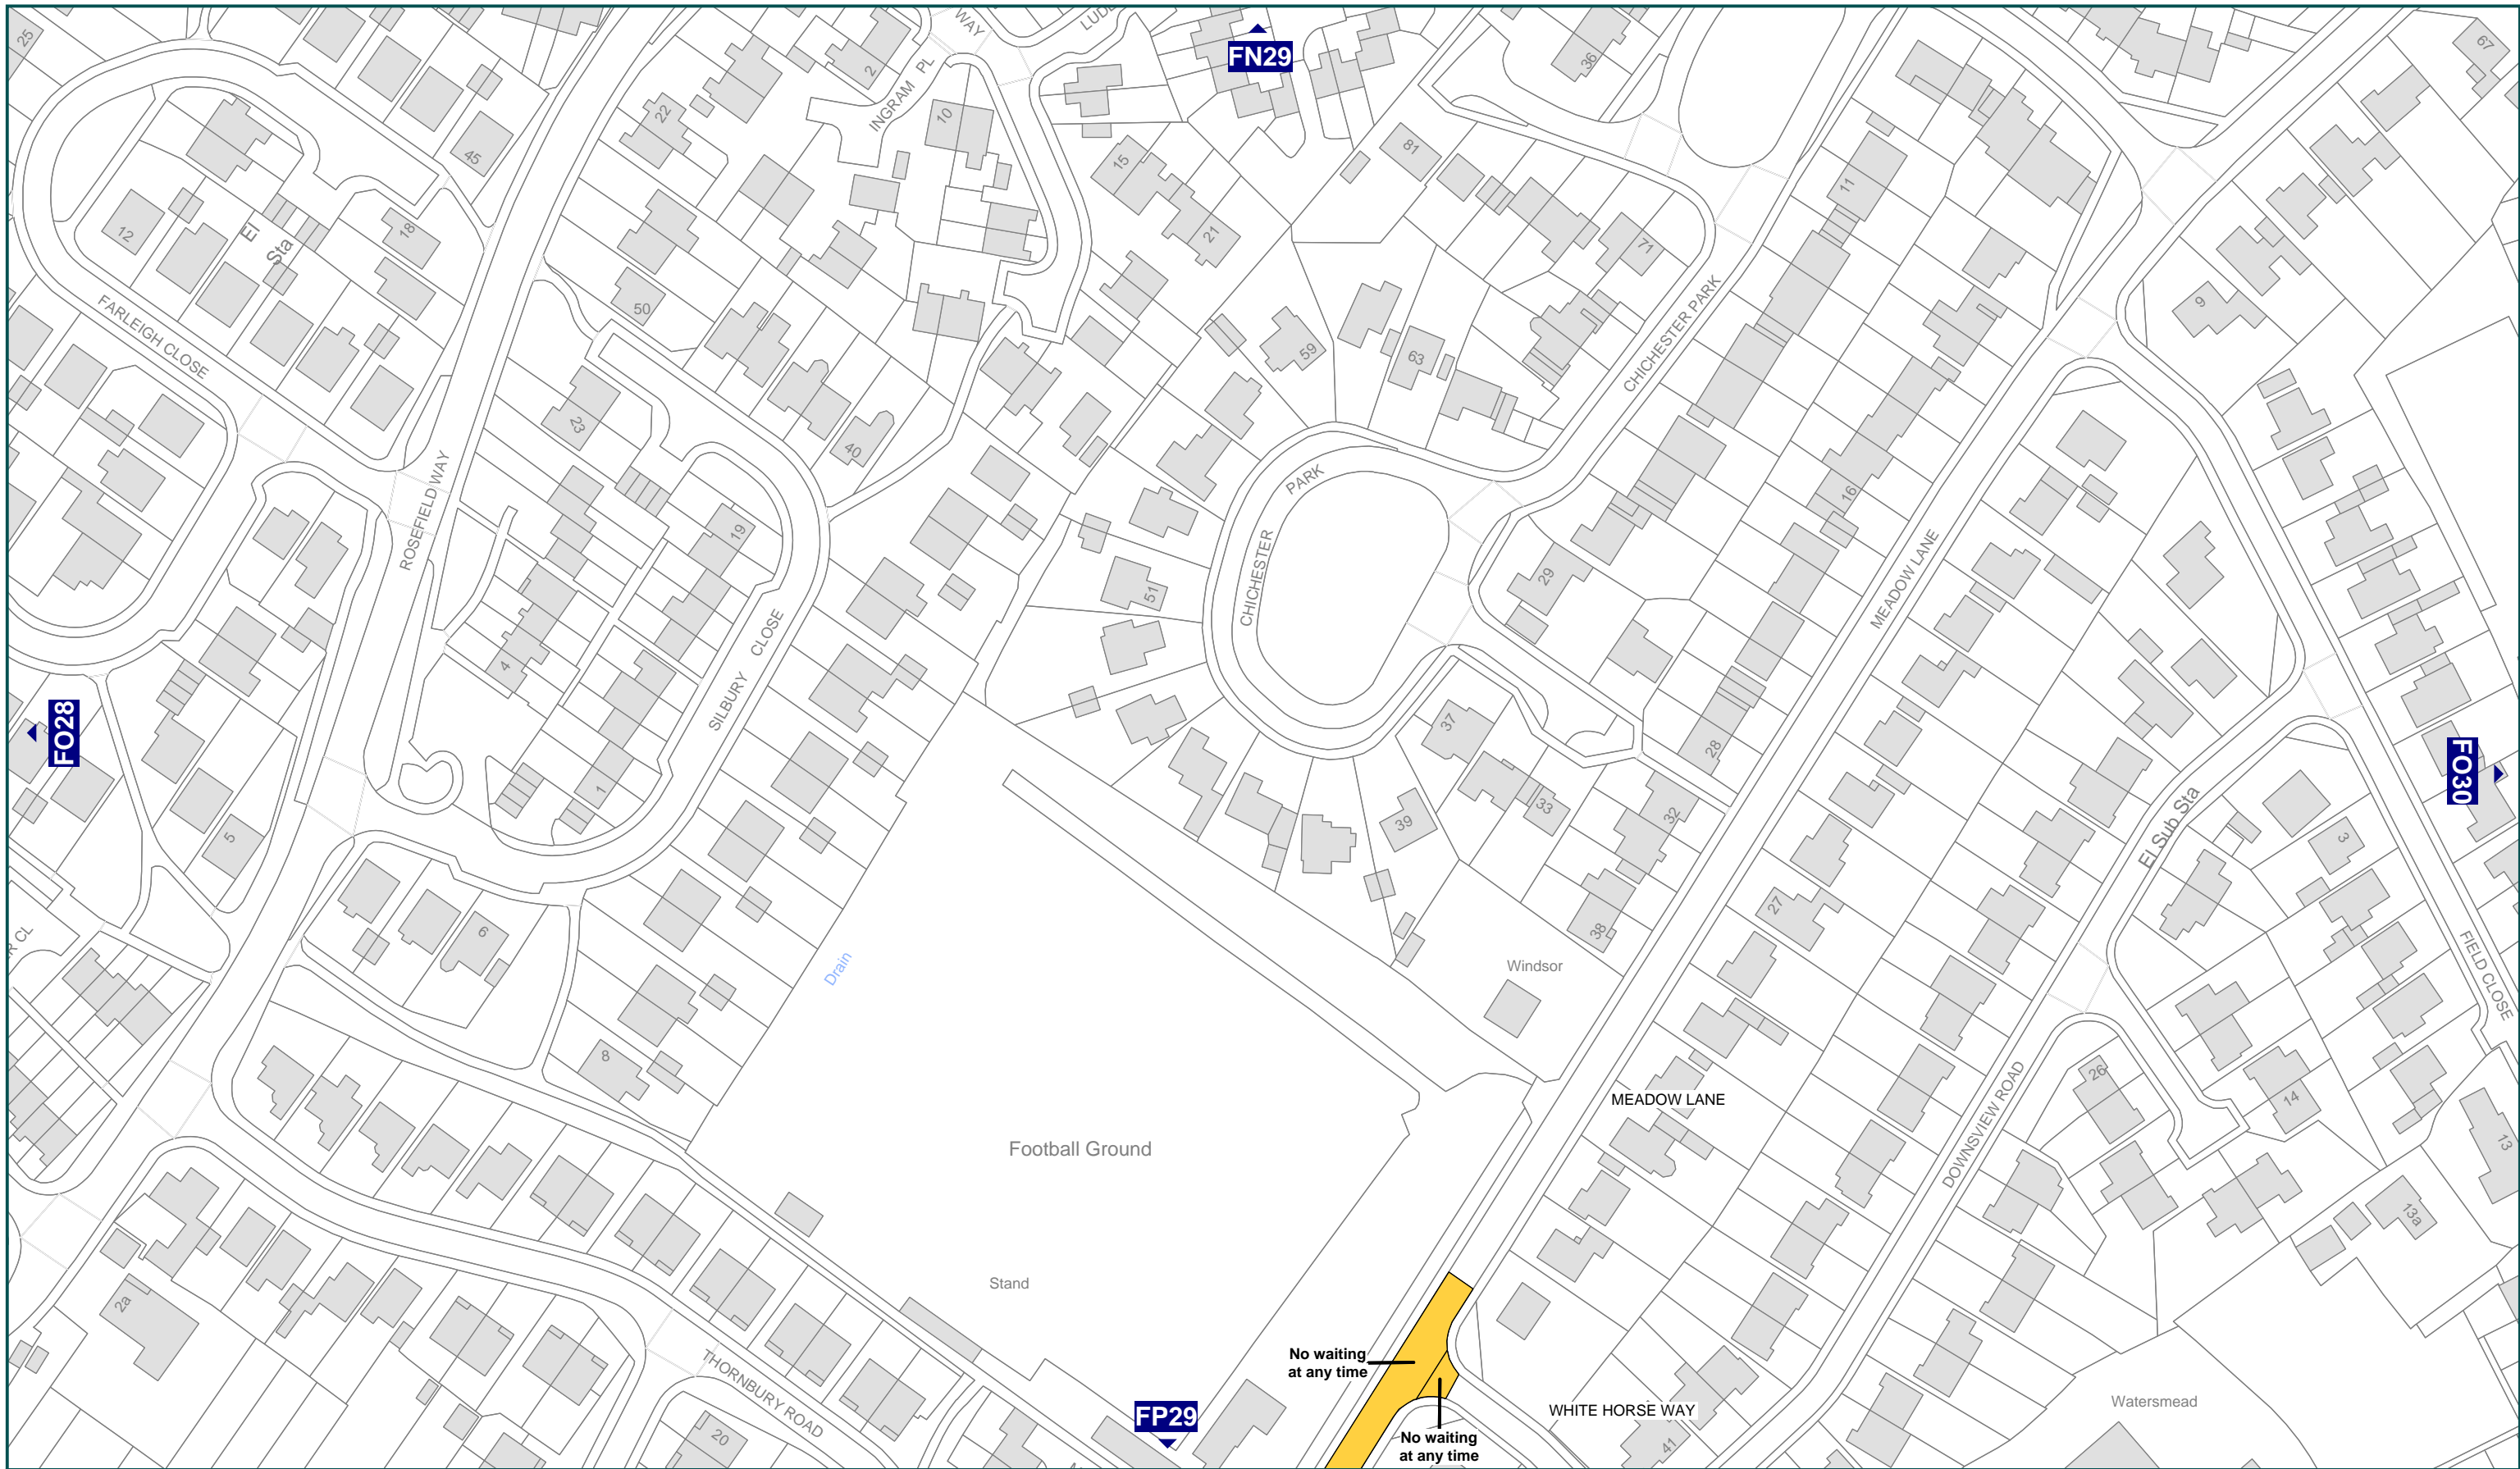 25
WAY
FN29
36
67
2
INGRAM PL
22
10
45
15
81
11
12
El
Sta
18
21
71
50
9
FARLEIGH CLOSE
59
63
CHICHESTER PARK
23
40
PARK
ROSEFIELD WAY
19
16
CHICHESTER
29
51
MEADOW LANE
4
SILBURY CLOSE
FO28
37
28
FO30
1
33
32
39
El Sub Sta
3
5
27
6
38
Drain
Windsor
FIELD CLOSE
8
26
14
MEADOW LANE
DOWNSVIEW ROAD
Football Ground
13
13a
Stand
2a
No waiting
at any time
THORNBURY ROAD
FP29
WHITE HORSE WAY
Watersmead
20
41
No waiting
at any time